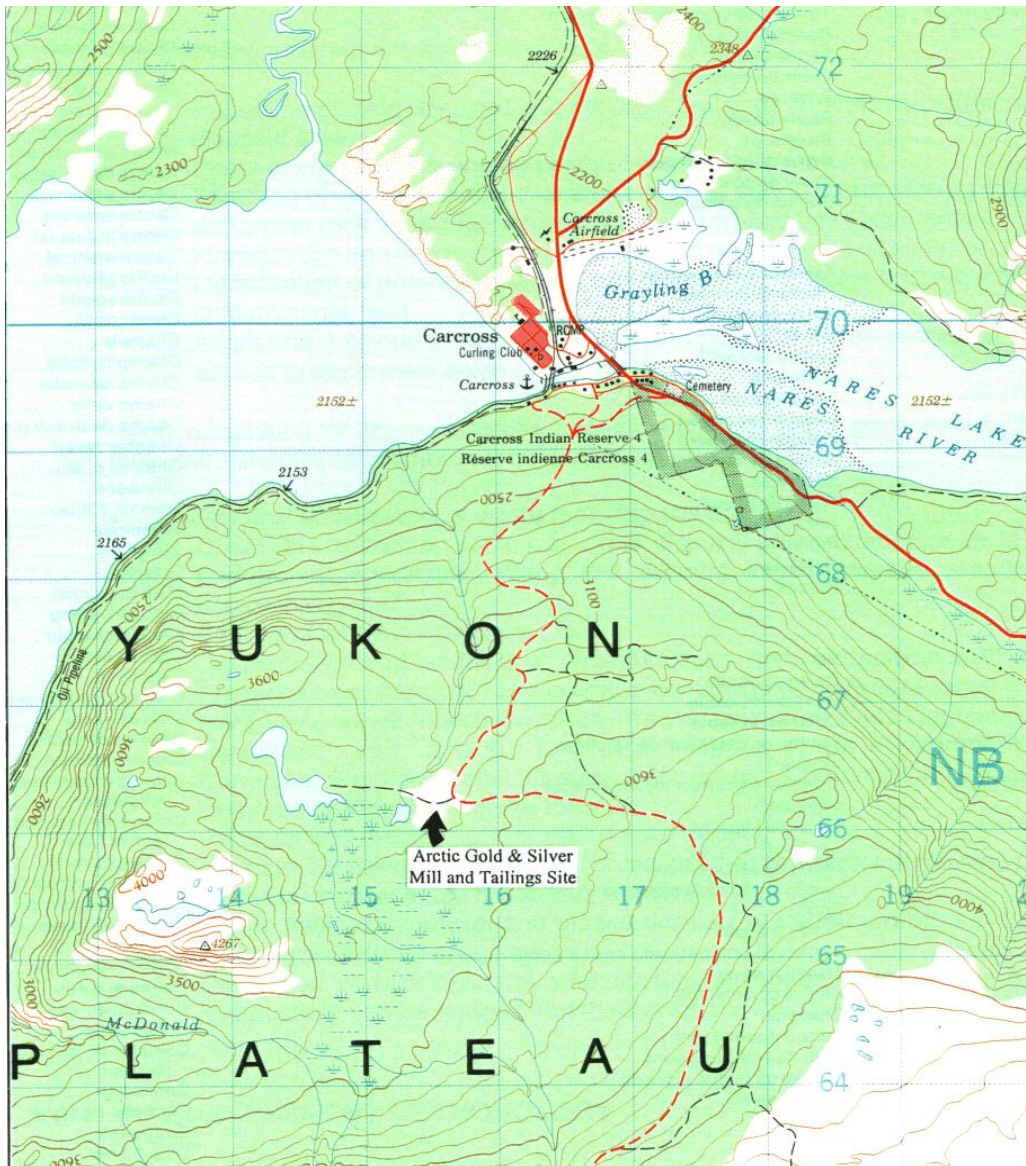 2500
2226
2400
2348
72
2300
2200
71
Carcross
Airfield
2900
Grayling B
70
RCMP
Carcross
Curling Club
Carcross
Cemetery
NARES LAKE
NARES RIVER
2152±
2152±
Carcross Indian Reserve 4
Réserve indienne Carcross 4
69
2153
2500
2165
68
2500
3100
YUKON
Oil Pipeline
3600
67
3600
3600
NB
2600
66
Arctic Gold & Silver
Mill and Tailings Site
4000
13
14
15
16
17
18
19
4000
4267
65
3500
3000
McDonald
PLATEAU
64
3600
3600